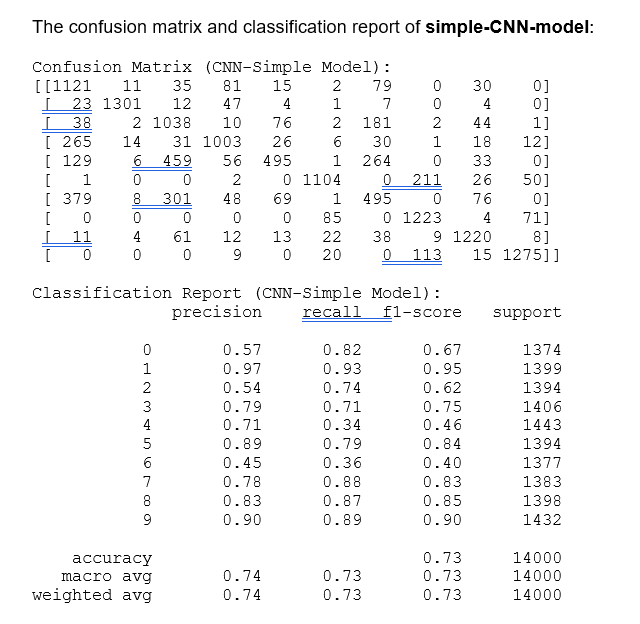 The confusion matrix and classification report of simple-CNN-model:
Confusion Matrix (CNN-Simple Model):
[[1121 11 35 81 15 2 79 0 30 0]
[ 23 1301 12 47 4 1 7 0 4 0]
[ 38 2 1038 10 76 2 181 2 44 1]
[ 265 14 31 1003 26 6 30 1 18 12]
[ 129 6 459 56 495 1 264 0 33 0]
[ 1 0 0 2 0 1104 0 211 26 50]
[ 379 8 301 48 69 1 495 0 76 0]
[ 0 0 0 0 0 85 0 1223 4 71]
[ 11 4 61 12 13 22 38 9 1220 8]
[ 0 0 0 9 0 20 0 113 15 1275]]
Classification Report (CNN-Simple Model):
precision recall f1-score support
0 0.57 0.82 0.67 1374
1 0.97 0.93 0.95 1399
2 0.54 0.74 0.62 1394
3 0.79 0.71 0.75 1406
4 0.71 0.34 0.46 1443
5 0.89 0.79 0.84 1394
6 0.45 0.36 0.40 1377
7 0.78 0.88 0.83 1383
8 0.83 0.87 0.85 1398
9 0.90 0.89 0.90 1432
accuracy 0.73 14000
macro avg 0.74 0.73 0.73 14000
weighted avg 0.74 0.73 0.73 14000